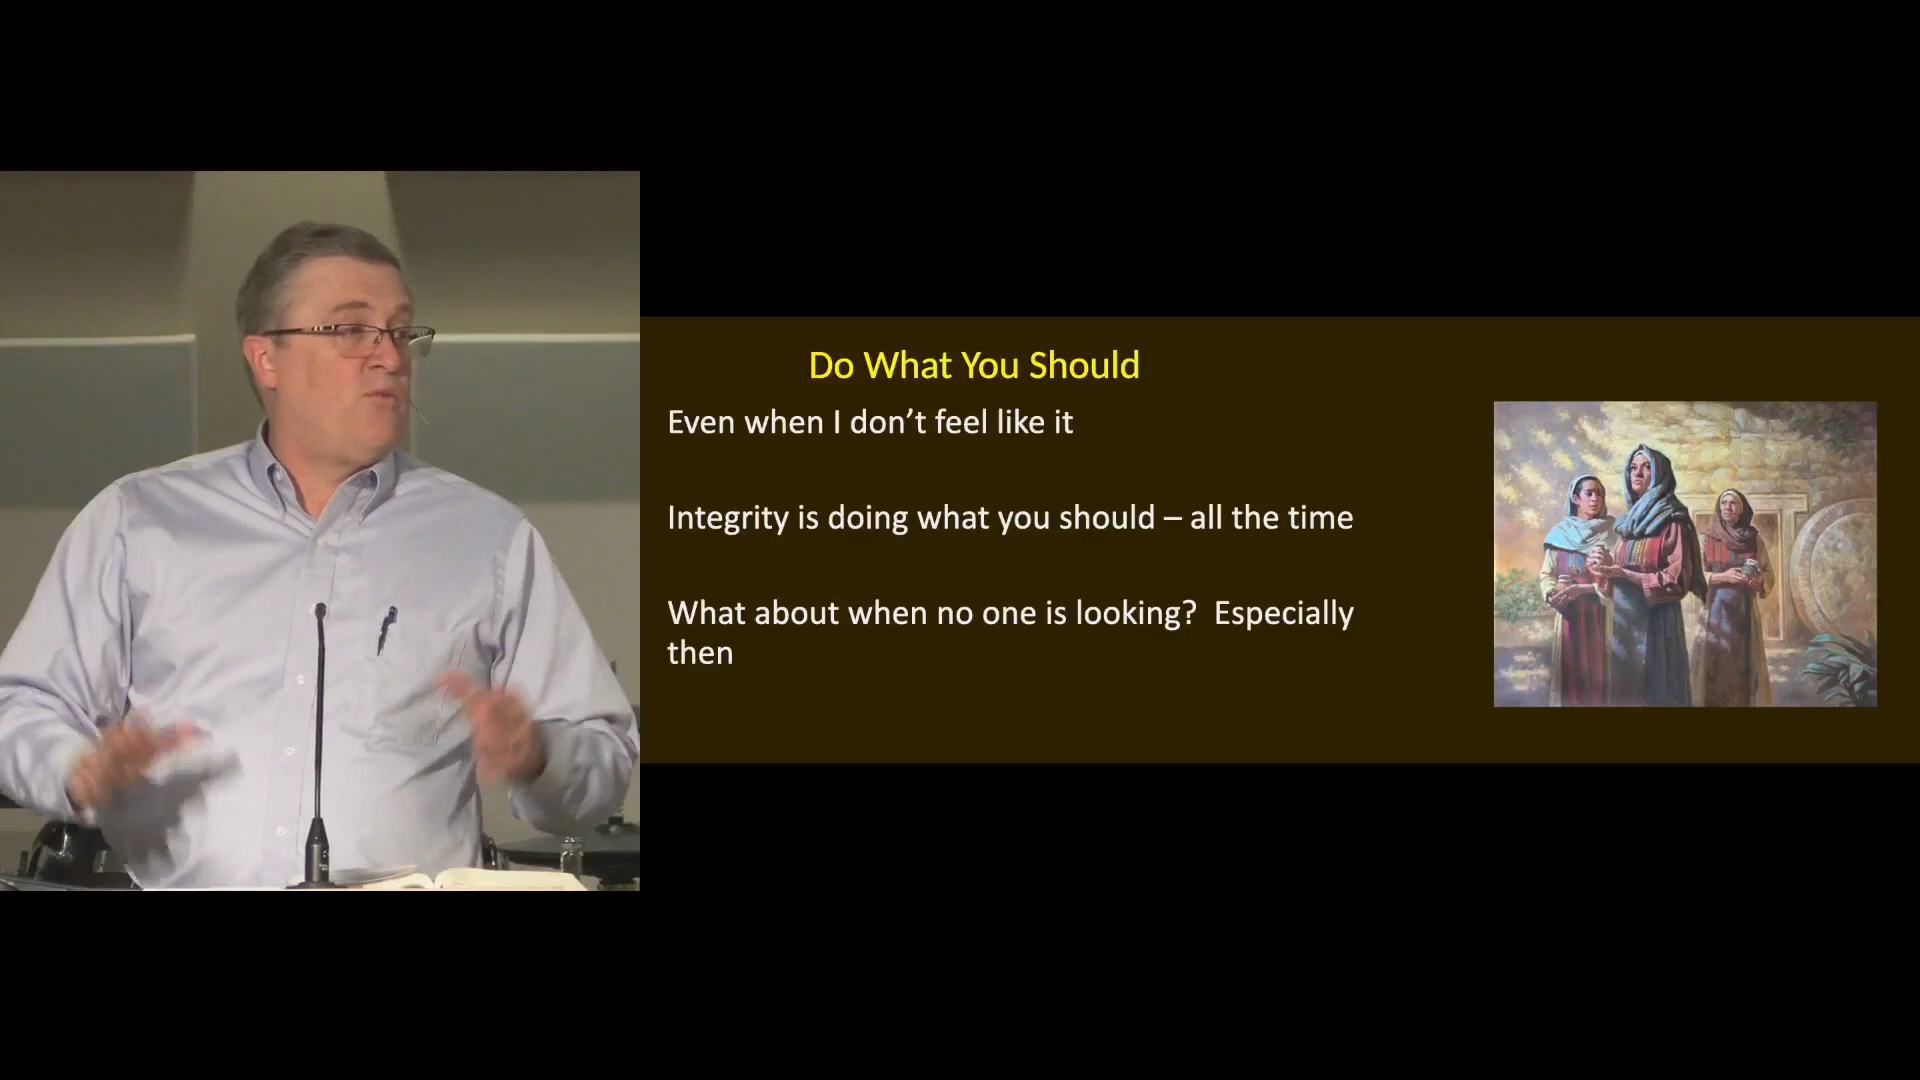 Do What You Should
Even when I don’t feel like it
Integrity is doing what you should – all the time
What about when no one is looking?  Especially
then